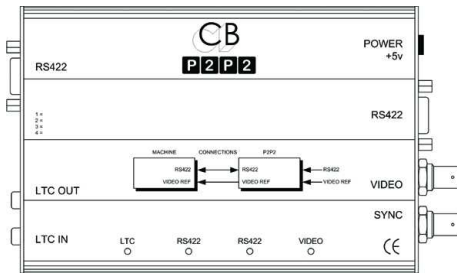 CB
P2P2
POWER
+5v
RS422
RS422
1 =
2 =
3 =
4 =
MACHINE CONNECTIONS P2P2
RS422 RS422 RS422
VIDEO REF VIDEO REF VIDEO REF
LTC OUT
VIDEO
SYNC
LTC IN
LTC RS422 RS422 VIDEO
CE